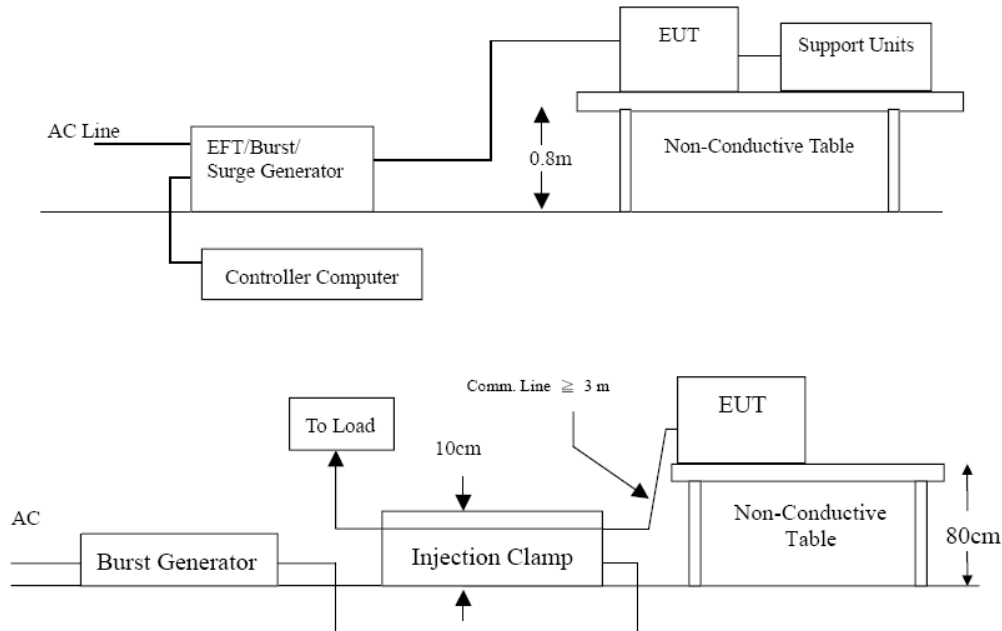 EUT
Support Units
AC Line
EFT/Burst/
Surge Generator
0.8m
Non-Conductive Table
Controller Computer
Comm. Line ≧ 3 m
EUT
To Load
10cm
AC
Non-Conductive
Table
80cm
Burst Generator
Injection Clamp